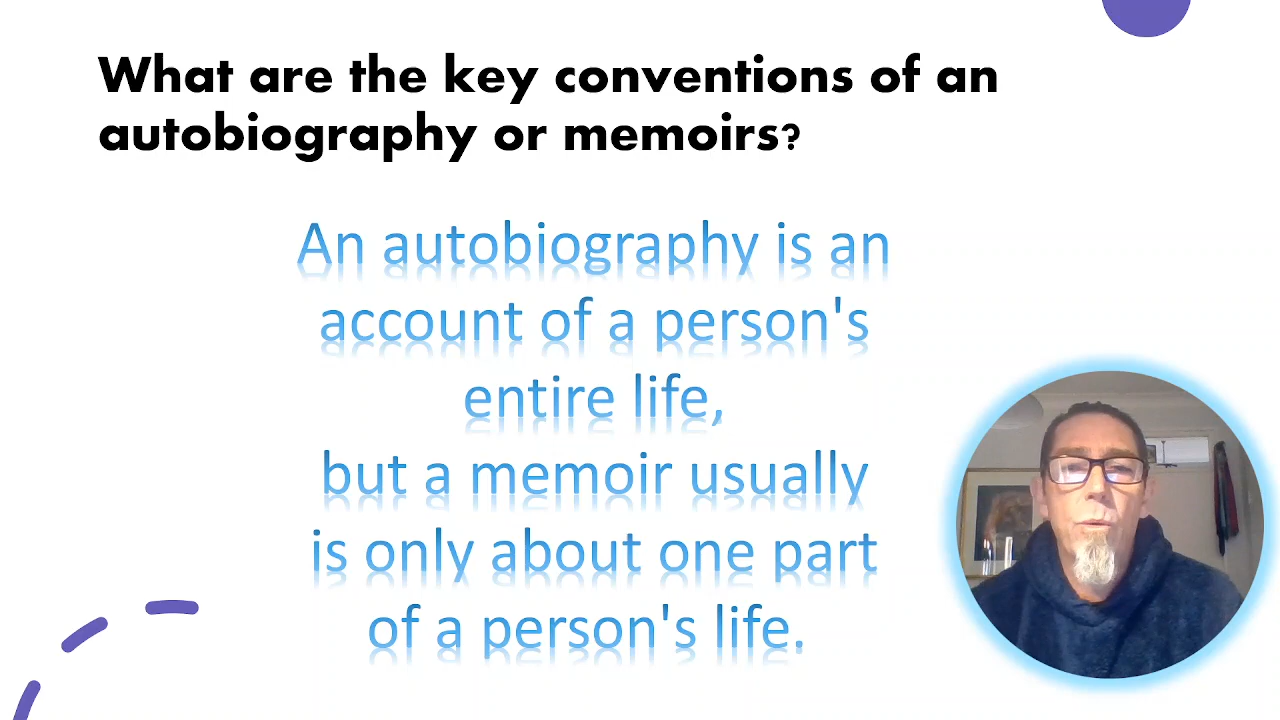 What are the key conventions of an
autobiography or memoirs?
An autobiography is an
account of a person's
entire life,
but a memoir usually
is only about one part
of a person's life.